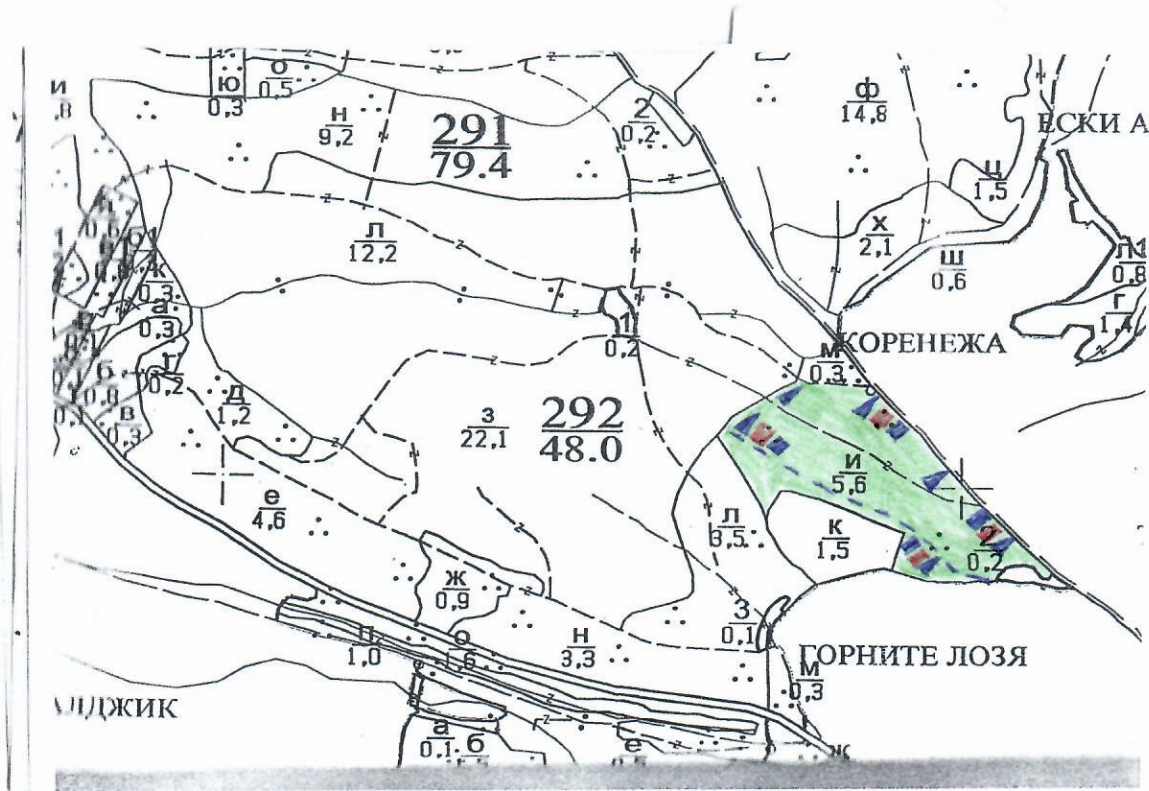 о
0,5
ю
0,3
н
9,2
291
79.4
2
0,2
ф
14,8
ЕСКИ А
ц
1,5
х
2,1
ш
0,6
0,8
г
1,4
л
12,2
ж
0,3
а
0,3
1
0,2
КОРЕНЕЖА
м
0,3
г
0,2
д
1,2
в
0,3
з
22,1
292
48.0
и
5,6
е
4,6
л
3,5
к
1,5
2
0,2
ж
0,9
З
0,1
п
1,0
о
1,6
н
3,3
ГОРНИТЕ ЛОЗЯ
м
0,3
АЛДЖИК
а
0,1
б
е
ж